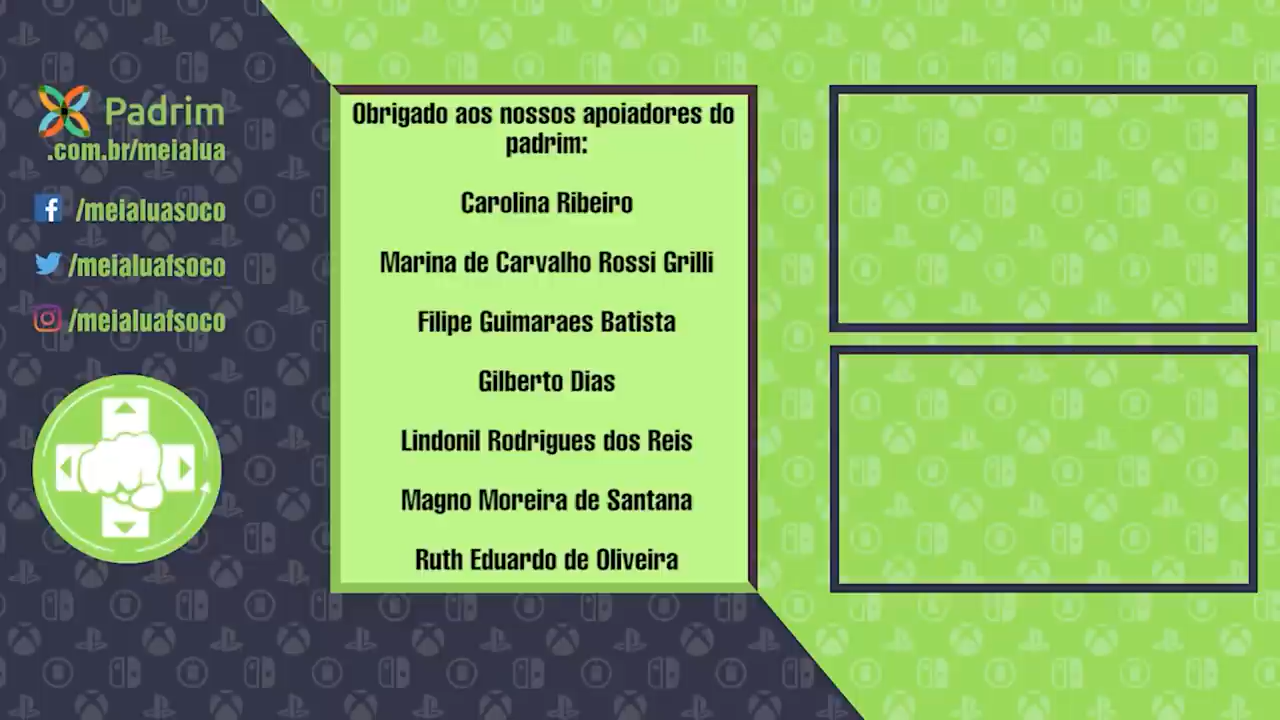 Padrim
.com.br/meialua
/meialuasoco
/meialuafsoco
/meialuafsoco
Obrigado aos nossos apoiadores do
padrim:
Carolina Ribeiro
Marina de Carvalho Rossi Grilli
Filipe Guimaraes Batista
Gilberto Dias
Lindonil Rodrigues dos Reis
Magno Moreira de Santana
Ruth Eduardo de Oliveira